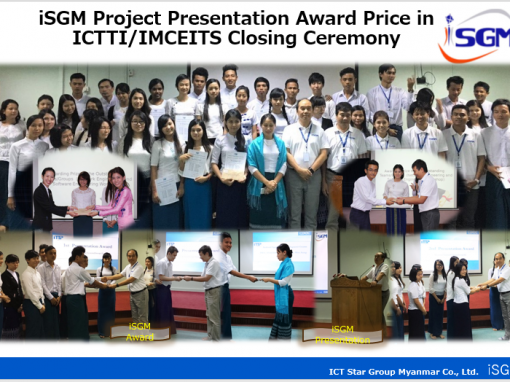 iSGM Project Presentation Award Price in
ICTTI/IMCEITS Closing Ceremony
iSGM
iSGM
Award
iSGM
Presentation
ICT Star Group Myanmar Co., Ltd.
iSG